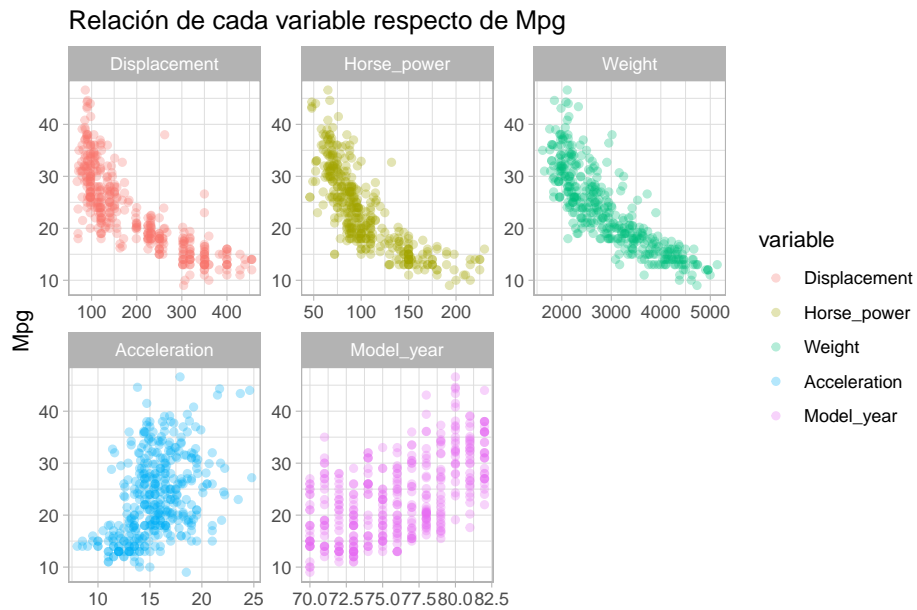 Relación de cada variable respecto de Mpg
Displacement Horse_power Weight
40
30
20
10
100 200 300 400 50 100 150 200 2000 3000 4000 5000
Mpg
Acceleration Model_year
40
30
20
10
10 15 20 25 70.072.575.077.580.082.5
variable
Displacement
Horse_power
Weight
Acceleration
Model_year